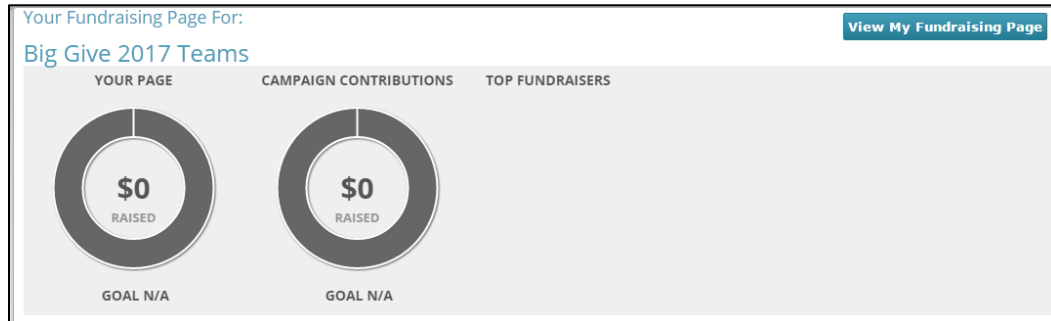 Your Fundraising Page For:
View My Fundraising Page
Big Give 2017 Teams
YOUR PAGE
CAMPAIGN CONTRIBUTIONS
TOP FUNDRAISERS
$0
RAISED
$0
RAISED
GOAL N/A
GOAL N/A